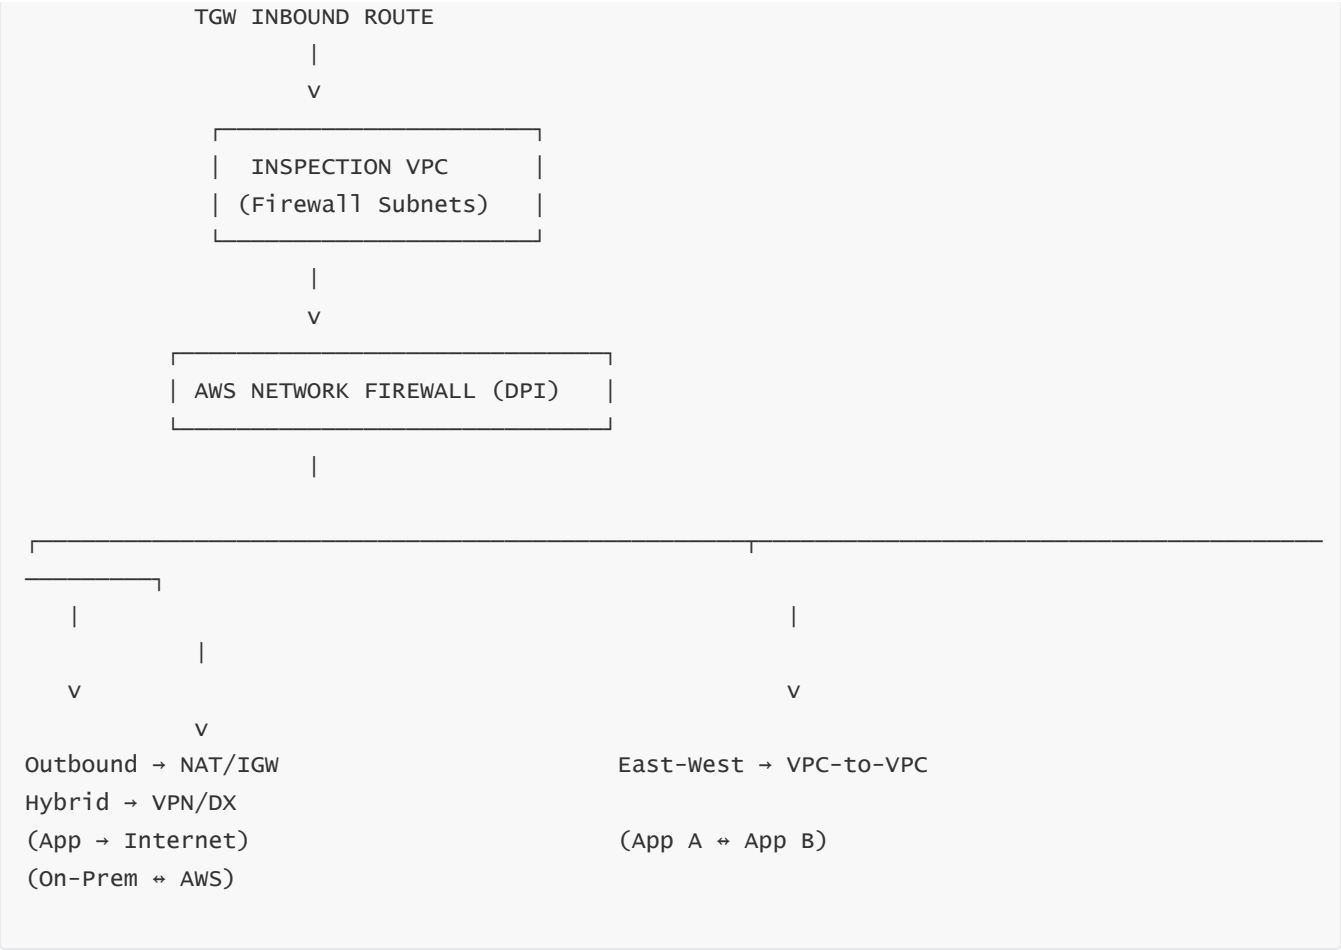 TGW INBOUND ROUTE
|
v
┌───────────────────────┐
│ INSPECTION VPC │
│ (Firewall Subnets) │
└───────────────────────┘
|
v
┌──────────────────────────────┐
│ AWS NETWORK FIREWALL (DPI) │
└──────────────────────────────┘
|
┌──────────────────────────────────────────────────┬────────────────────────────────────────
─────────┐
| |
|
v v
v
Outbound → NAT/IGW East-West → VPC-to-VPC
Hybrid → VPN/DX
(App → Internet) (App A ↔ App B)
(On-Prem ↔ AWS)